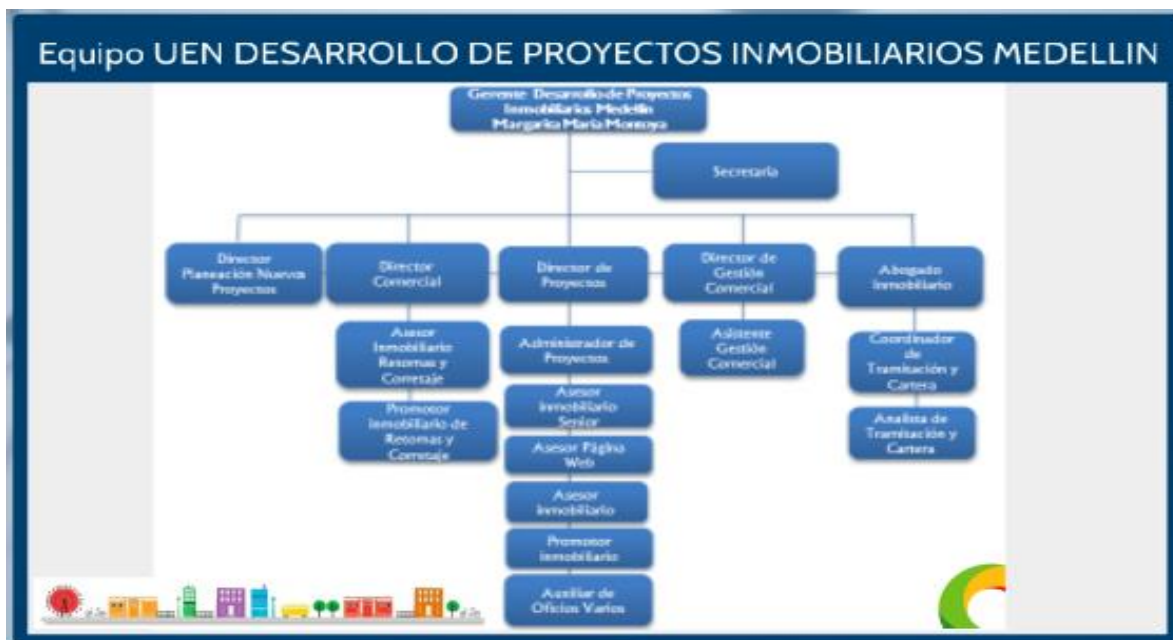 Equipo UEN DESARROLLO DE PROYECTOS INMOBILIARIOS MEDELLIN
Gerente Desarrollo de Proyectos
Inmobiliarios Medellín
Margarita María Montoya
Secretaria
Director
Planeación Nuevos
Proyectos
Director
Comercial
Director de
Proyectos
Director de
Gestión
Comercial
Abogado
Inmobiliario
Asesor
Inmobiliario
Retomas y
Corretaje
Promotor
Inmobiliario de
Retomas y
Corretaje
Administrador de
Proyectos
Asesor
inmobiliario
Senior
Asesor Página
Web
Asesor
inmobiliario
Promotor
inmobiliario
Auxiliar de
Oficios Varios
Asistente
Gestión
Comercial
Coordinador
de
Tramitación y
Cartera
Analista de
Tramitación y
Cartera